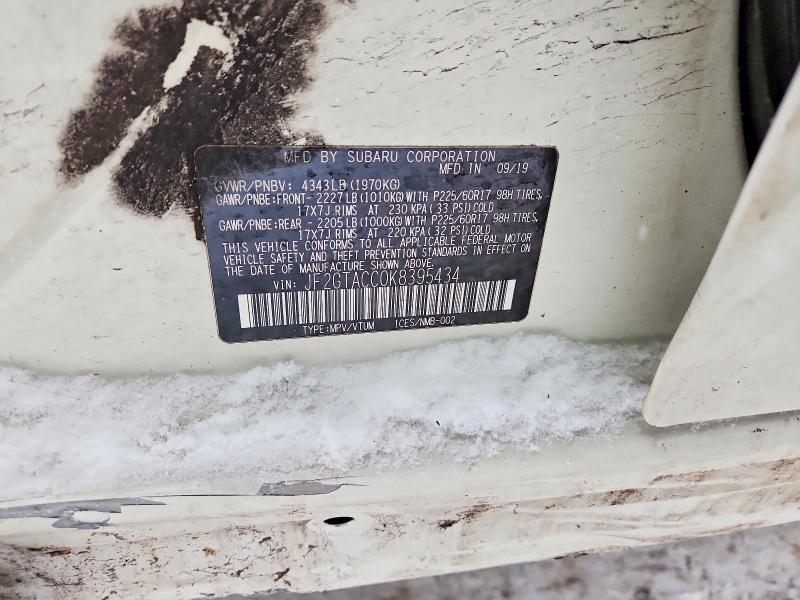 MFD BY SUBARU CORPORATION
MFD IN 09/19
GVWR/PNBV: 4343LB (1970KG)
GAWR/PNBE:FRONT- 2227 LB (1010KG) WITH P225/60R17 98H TIRES,
17X7J RIMS AT 230 KPA (33 PSI) COLD
GAWR/PNBE:REAR - 2205 LB (1000KG) WITH P225/60R17 98H TIRES,
17X7J RIMS AT 220 KPA (32 PSI) COLD
THIS VEHICLE CONFORMS TO ALL APPLICABLE FEDERAL MOTOR
VEHICLE SAFETY AND THEFT PREVENTION STANDARDS IN EFFECT ON
THE DATE OF MANUFACTURE SHOWN ABOVE.
VIN: JF2GTACC0K8395434
TYPE:MPV/VTUM ICES/NMB-002